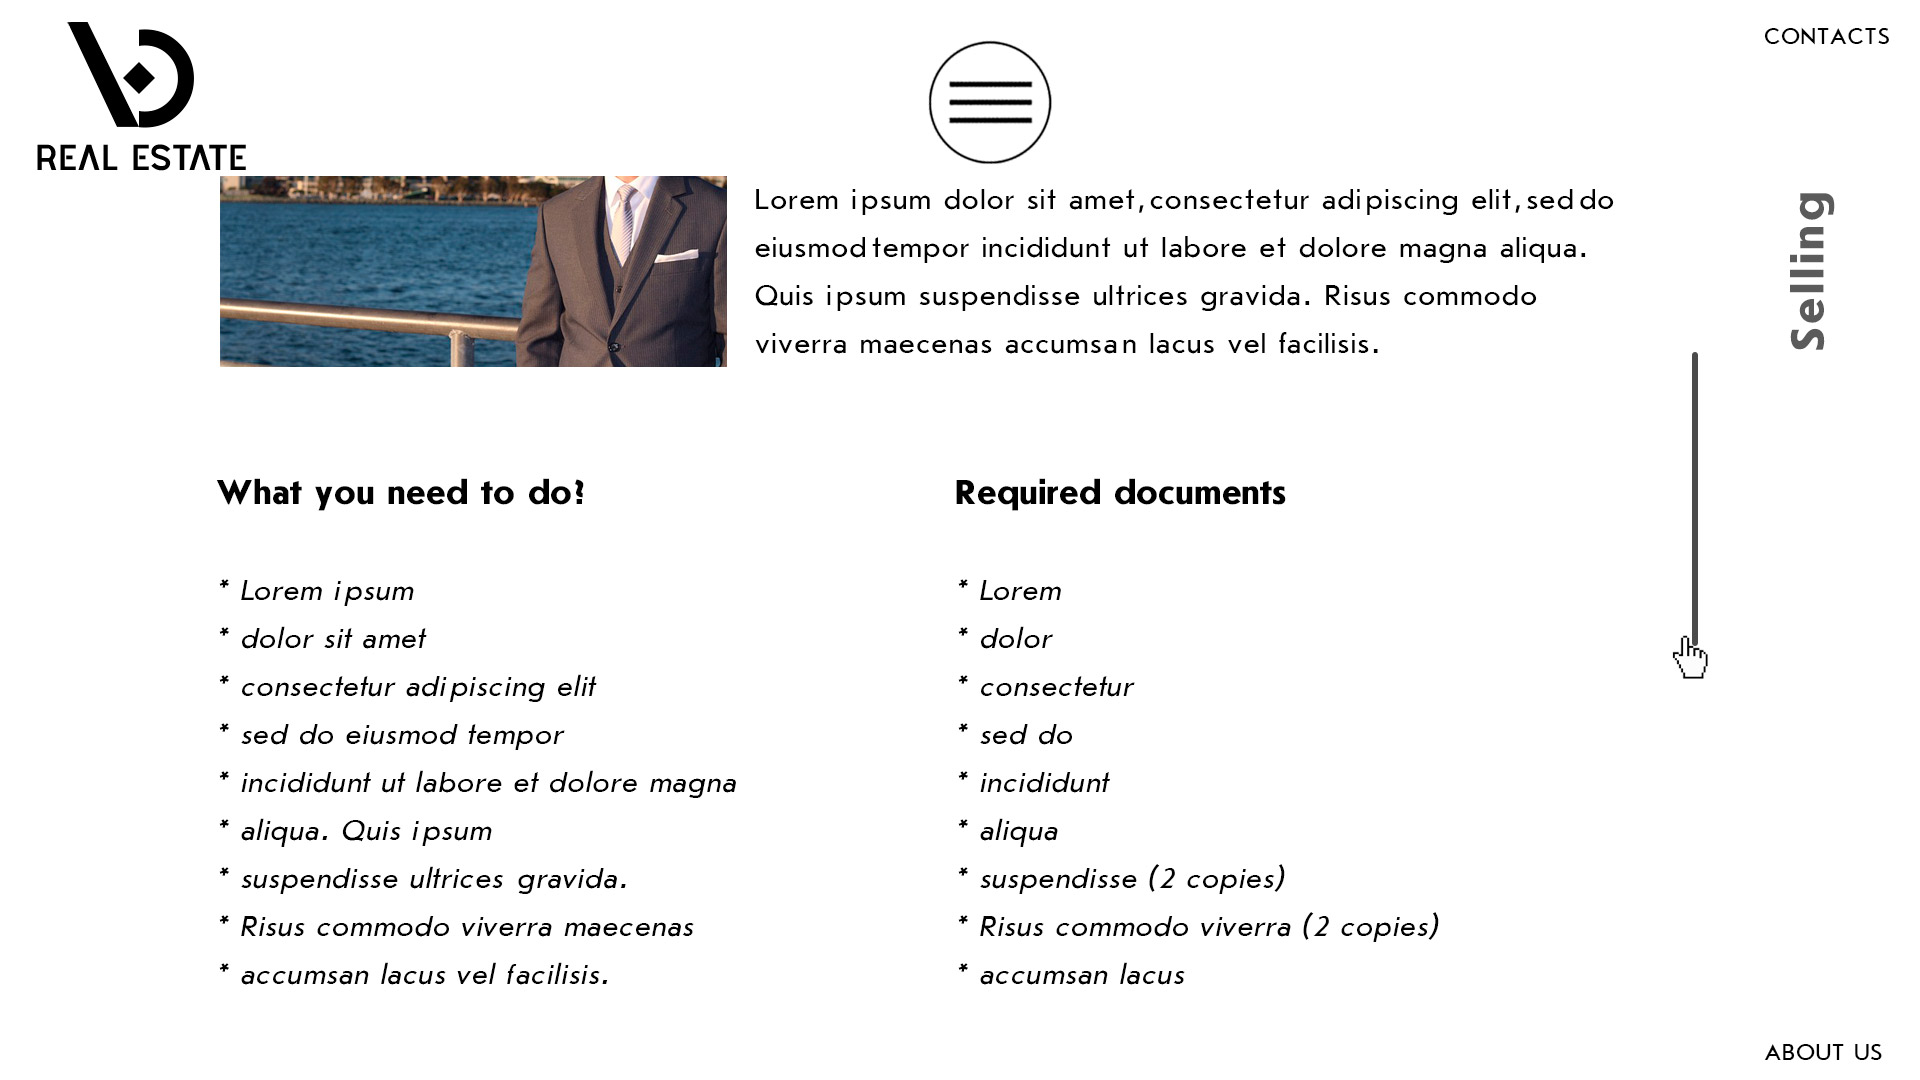 CONTACTS
REAL ESTATE
Lorem ipsum dolor sit amet, consectetur adipiscing elit, sed do
eiusmod tempor incididunt ut labore et dolore magna aliqua.
Quis ipsum suspendisse ultrices gravida. Risus commodo
viverra maecenas accumsan lacus vel facilisis.
Selling
What you need to do?
* Lorem ipsum
* dolor sit amet
* consectetur adipiscing elit
* sed do eiusmod tempor
* incididunt ut labore et dolore magna
* aliqua. Quis ipsum
* suspendisse ultrices gravida.
* Risus commodo viverra maecenas
* accumsan lacus vel facilisis.
Required documents
* Lorem
* dolor
* consectetur
* sed do
* incididunt
* aliqua
* suspendisse (2 copies)
* Risus commodo viverra (2 copies)
* accumsan lacus
ABOUT US